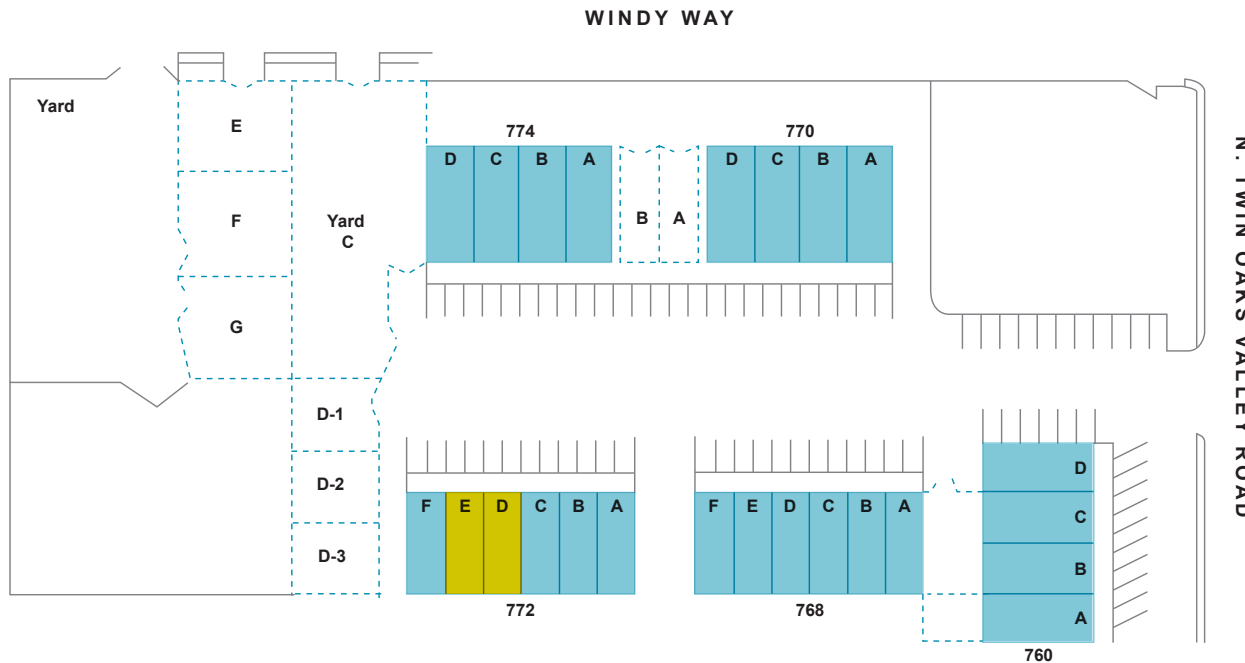 WINDY WAY
Yard
E
774
770
D C B A
D C B A
F
Yard
C
B A
G
N. TWIN OAKS VALLEY ROAD
D-1
D-2
D-3
F E D C B A
F E D C B A
D
C
B
A
772
768
760